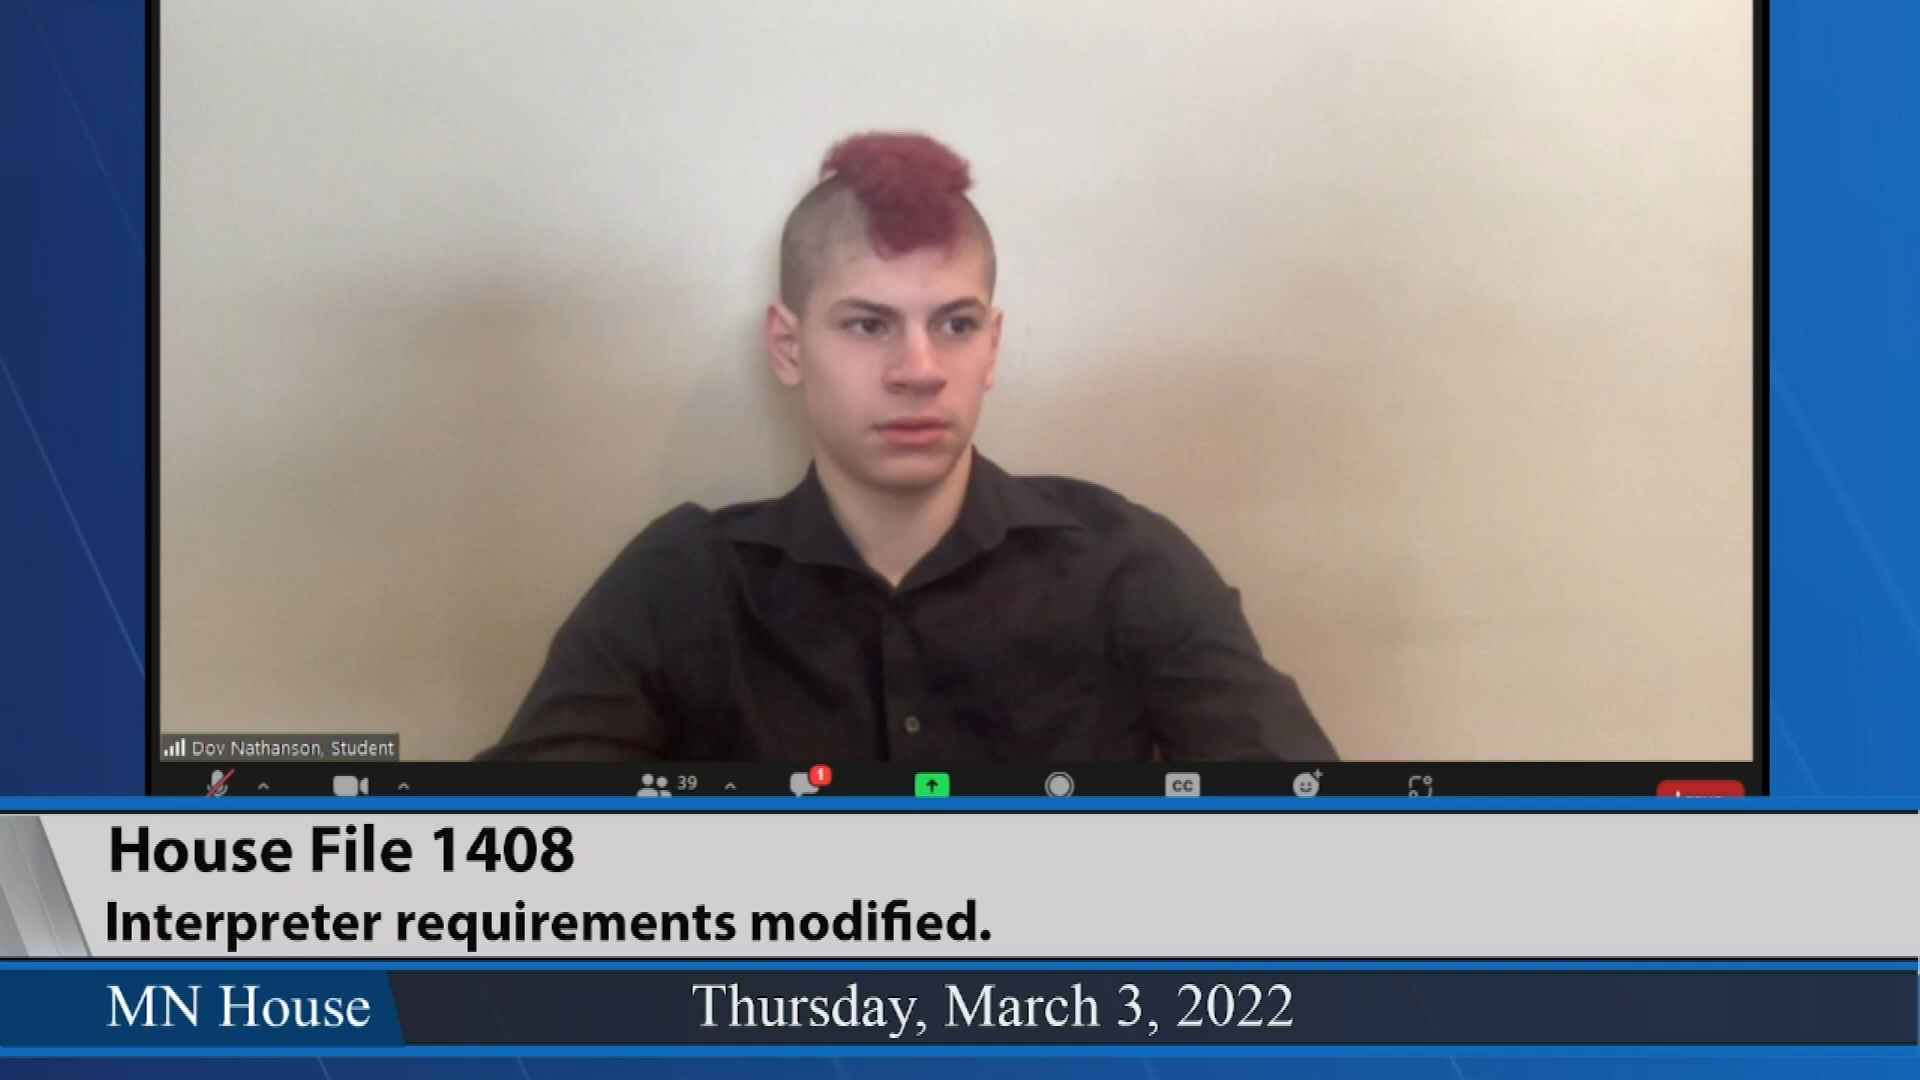 Dov Nathanson, Student
39
1
CC
House File 1408
Interpreter requirements modified.
MN House
Thursday, March 3, 2022